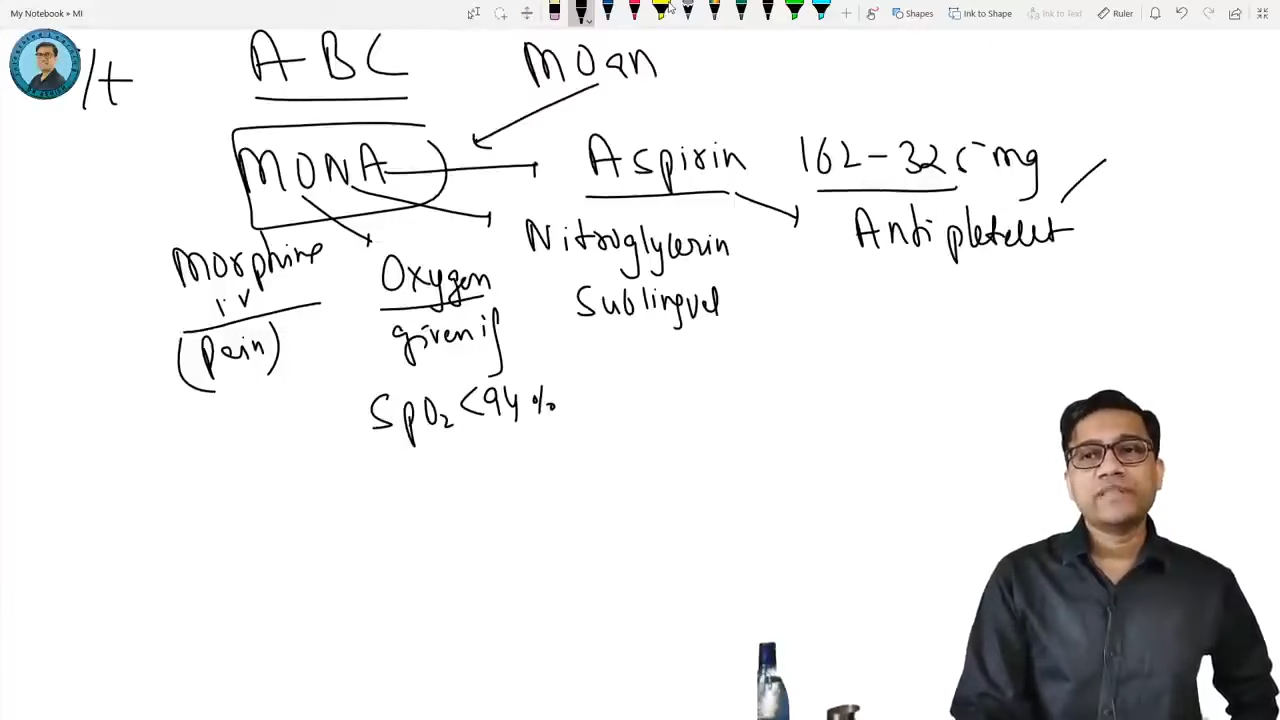 My Notebook » MI
Shapes
Ink to Shape
Ink to Text
Ruler
/t
ABC
MOan
MONA
Aspirin 162-325 mg
Antipletelet
Morphine
i.v
(Pain)
Oxygen
given if
SpO₂ <94%
Nitroglycerin
Sublingual